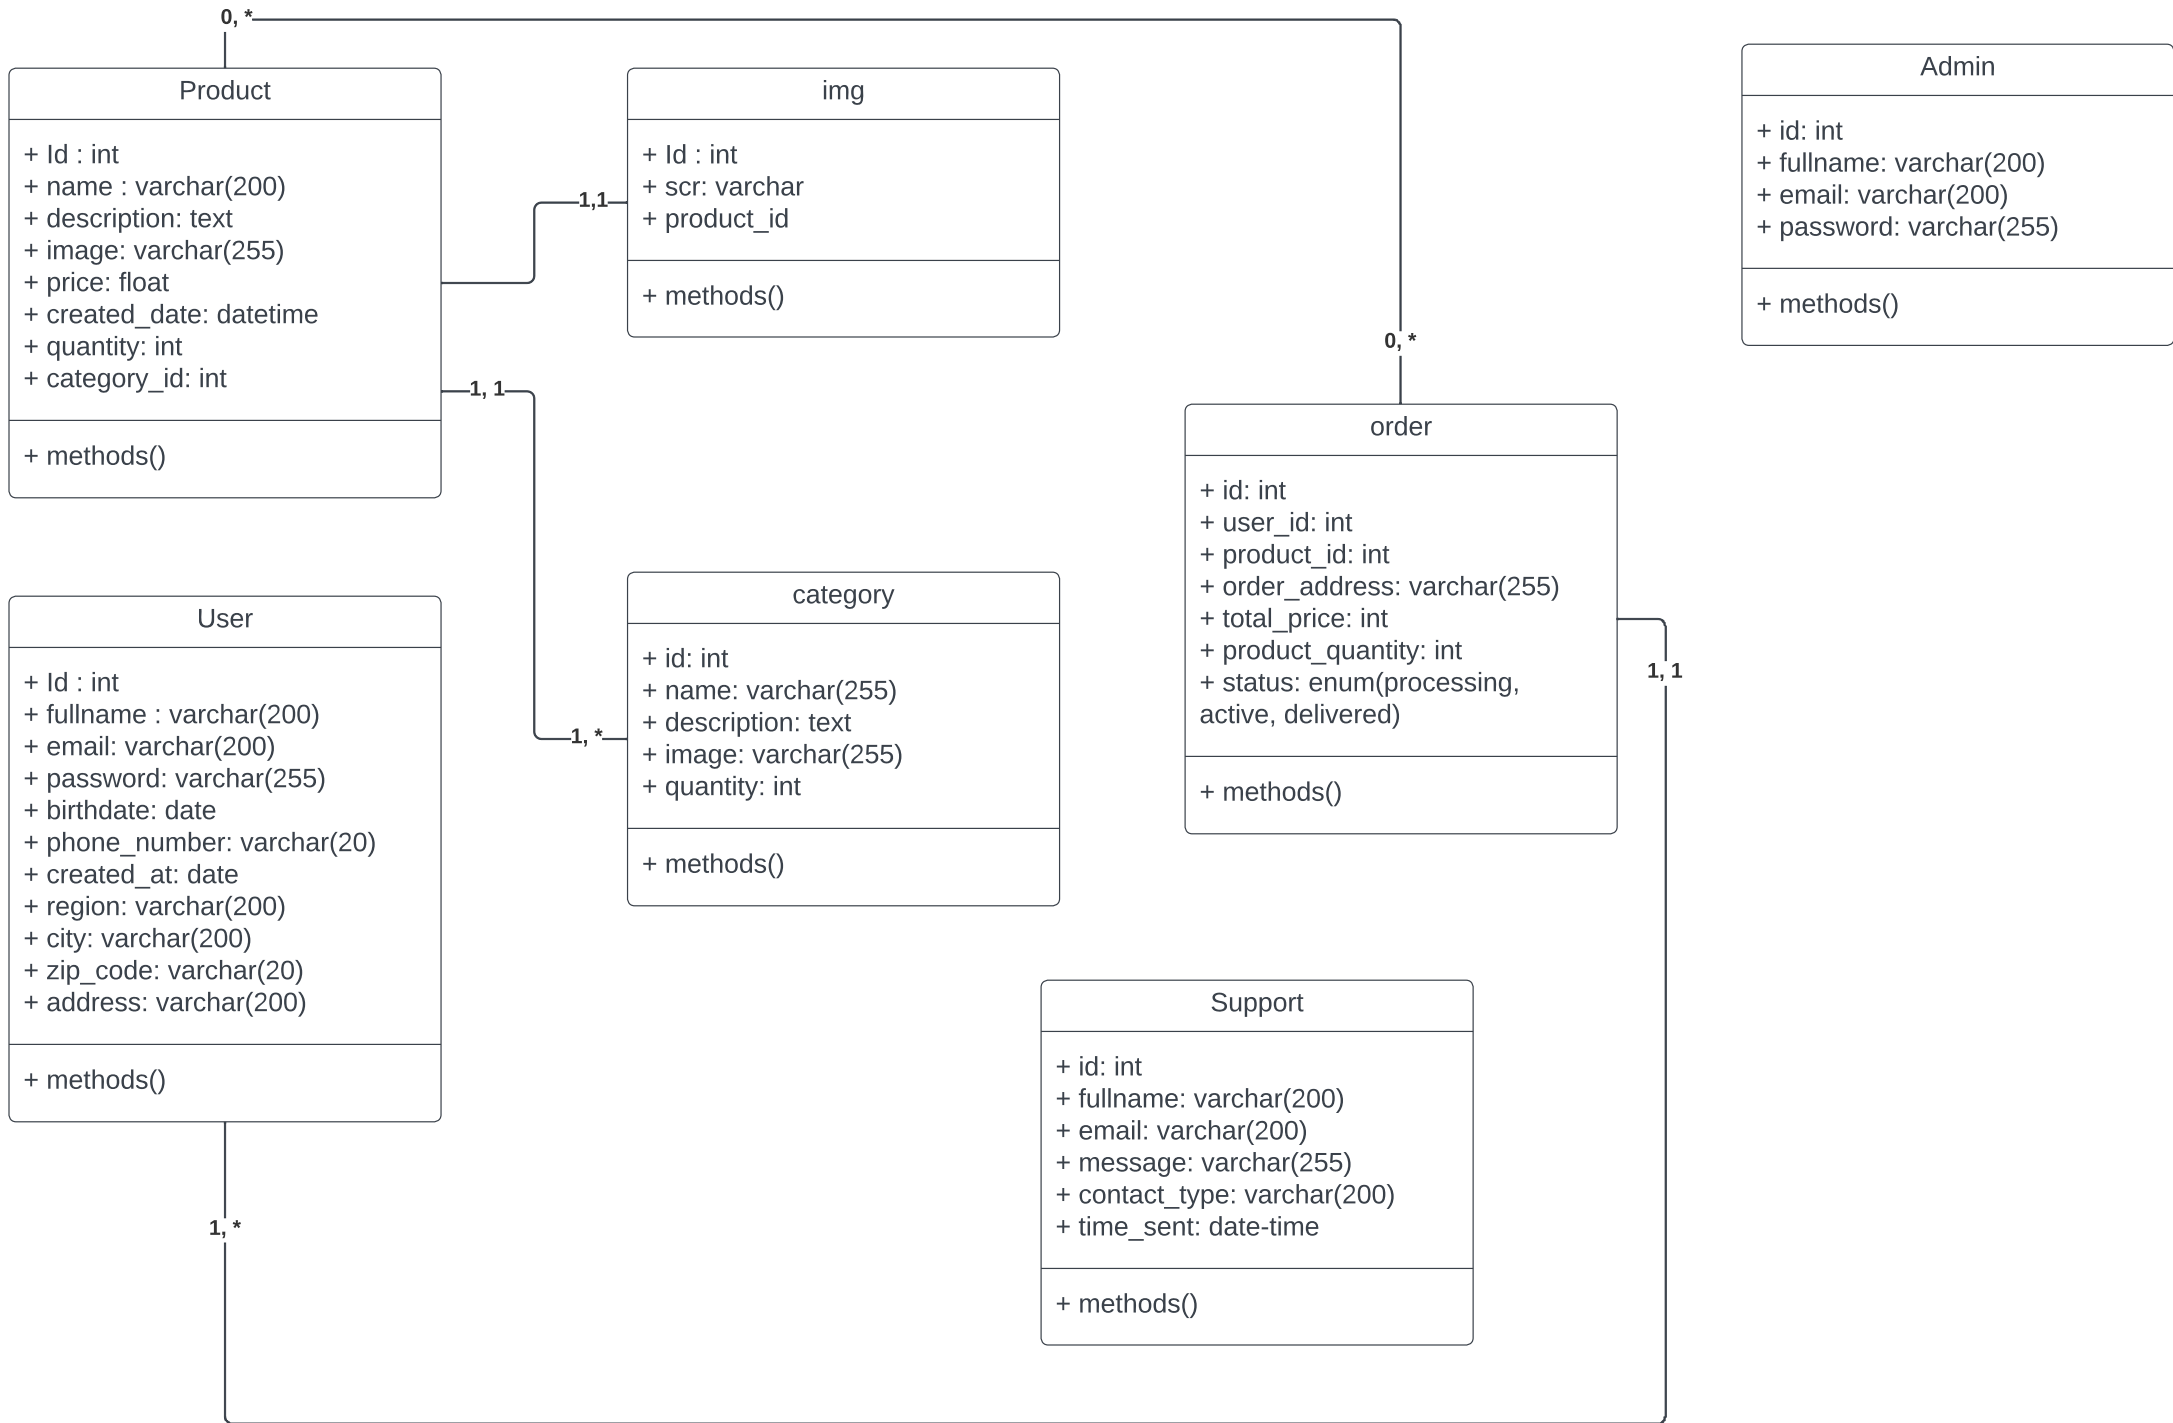 0, *
Product
+ Id : int
+ name : varchar(200)
+ description: text
+ image: varchar(255)
+ price: float
+ created_date: datetime
+ quantity: int
+ category_id: int
+ methods()
1,1
img
+ Id : int
+ scr: varchar
+ product_id
+ methods()
1, 1
1, *
category
+ id: int
+ name: varchar(255)
+ description: text
+ image: varchar(255)
+ quantity: int
+ methods()
0, *
order
+ id: int
+ user_id: int
+ product_id: int
+ order_address: varchar(255)
+ total_price: int
+ product_quantity: int
+ status: enum(processing,
active, delivered)
+ methods()
1, 1
Admin
+ id: int
+ fullname: varchar(200)
+ email: varchar(200)
+ password: varchar(255)
+ methods()
User
+ Id : int
+ fullname : varchar(200)
+ email: varchar(200)
+ password: varchar(255)
+ birthdate: date
+ phone_number: varchar(20)
+ created_at: date
+ region: varchar(200)
+ city: varchar(200)
+ zip_code: varchar(20)
+ address: varchar(200)
+ methods()
1, *
Support
+ id: int
+ fullname: varchar(200)
+ email: varchar(200)
+ message: varchar(255)
+ contact_type: varchar(200)
+ time_sent: date-time
+ methods()